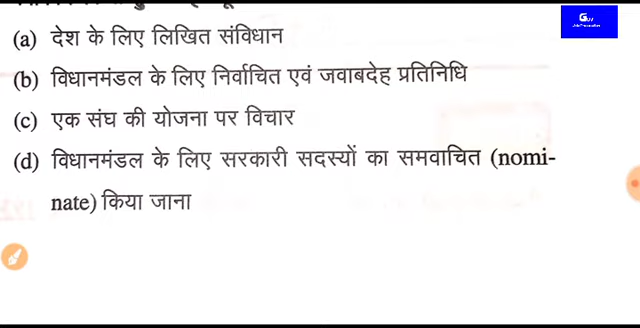 (a) देश के लिए लिखित संविधान
(b) विधानमंडल के लिए निर्वाचित एवं जवाबदेह प्रतिनिधि
(c) एक संघ की योजना पर विचार
(d) विधानमंडल के लिए सरकारी सदस्यों का समवाचित (nomi-
nate) किया जाना